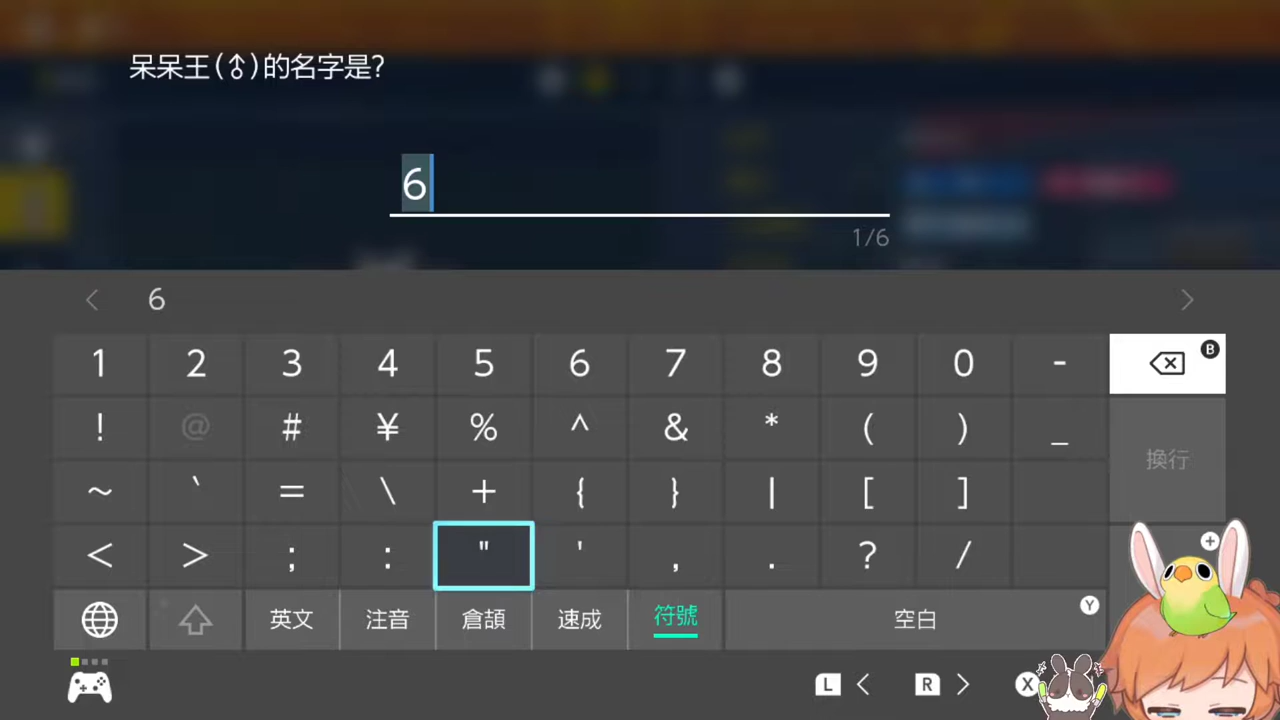 呆呆王(♂)的名字是?
6
1/6
< 6 >
1 2 3 4 5 6 7 8 9 0 - B
! @ # ¥ % ^ & * ( ) _ 換行
~ ` = \ + { } | [ ]
< > ; : " ' , . ? / +
英文 注音 倉頡 速成 符號 空白 Y
L < R > X